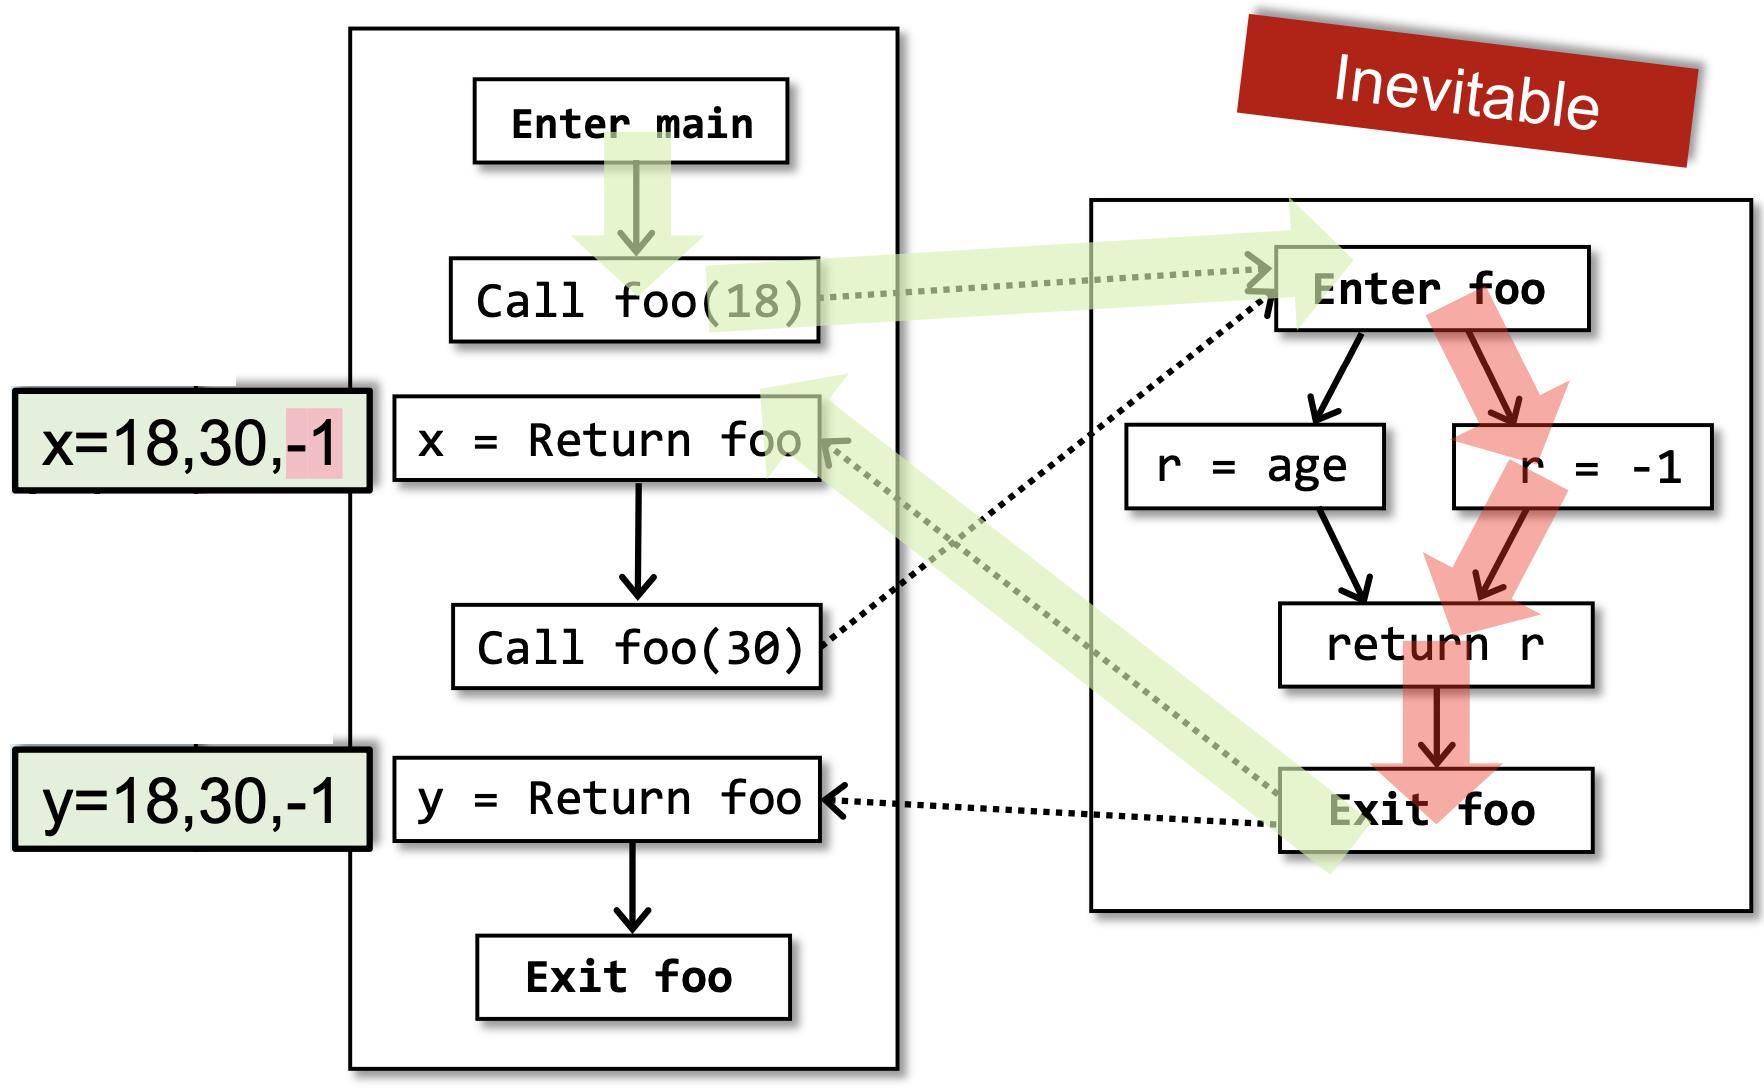 Inevitable
Enter main
Call foo(18)
x=18,30,-1
x = Return foo
Call foo(30)
y=18,30,-1
y = Return foo
Exit foo
Enter foo
r = age
r = -1
return r
Exit foo